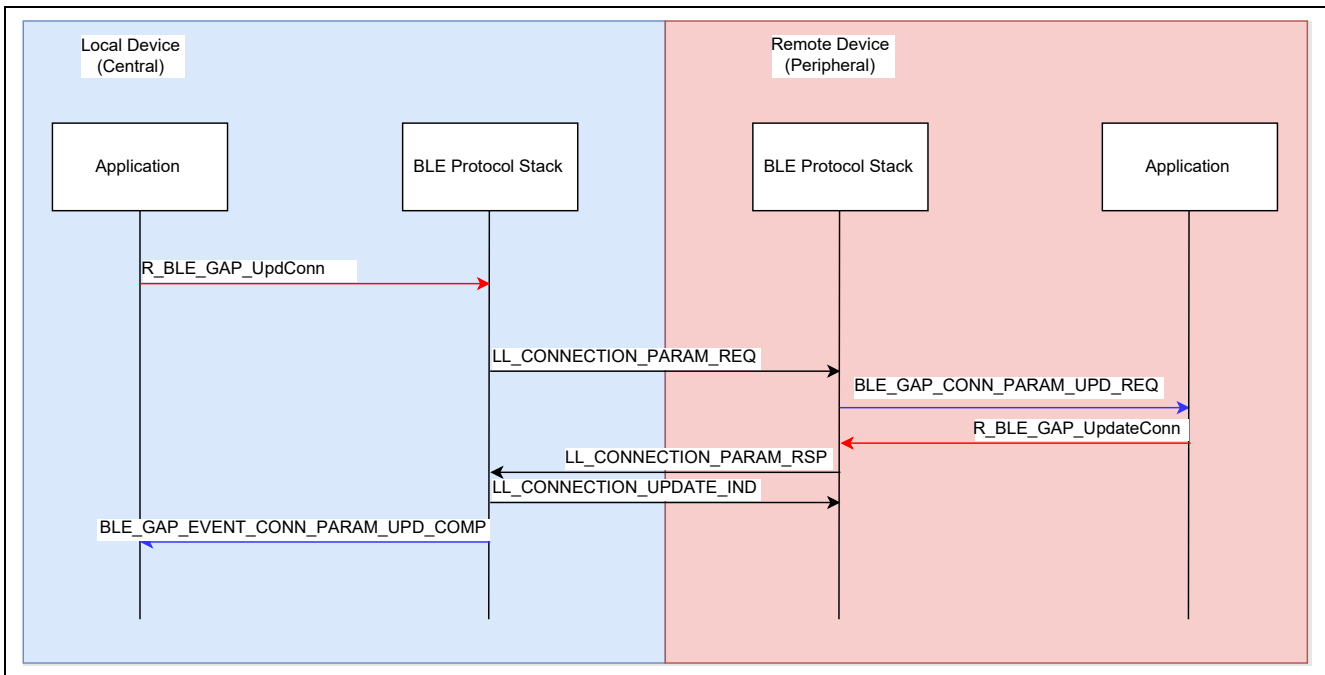 Local Device
(Central)
Remote Device
(Peripheral)
Application
BLE Protocol Stack
BLE Protocol Stack
Application
R_BLE_GAP_UpdConn
LL_CONNECTION_PARAM_REQ
BLE_GAP_CONN_PARAM_UPD_REQ
R_BLE_GAP_UpdateConn
LL_CONNECTION_PARAM_RSP
LL_CONNECTION_UPDATE_IND
BLE_GAP_EVENT_CONN_PARAM_UPD_COMP